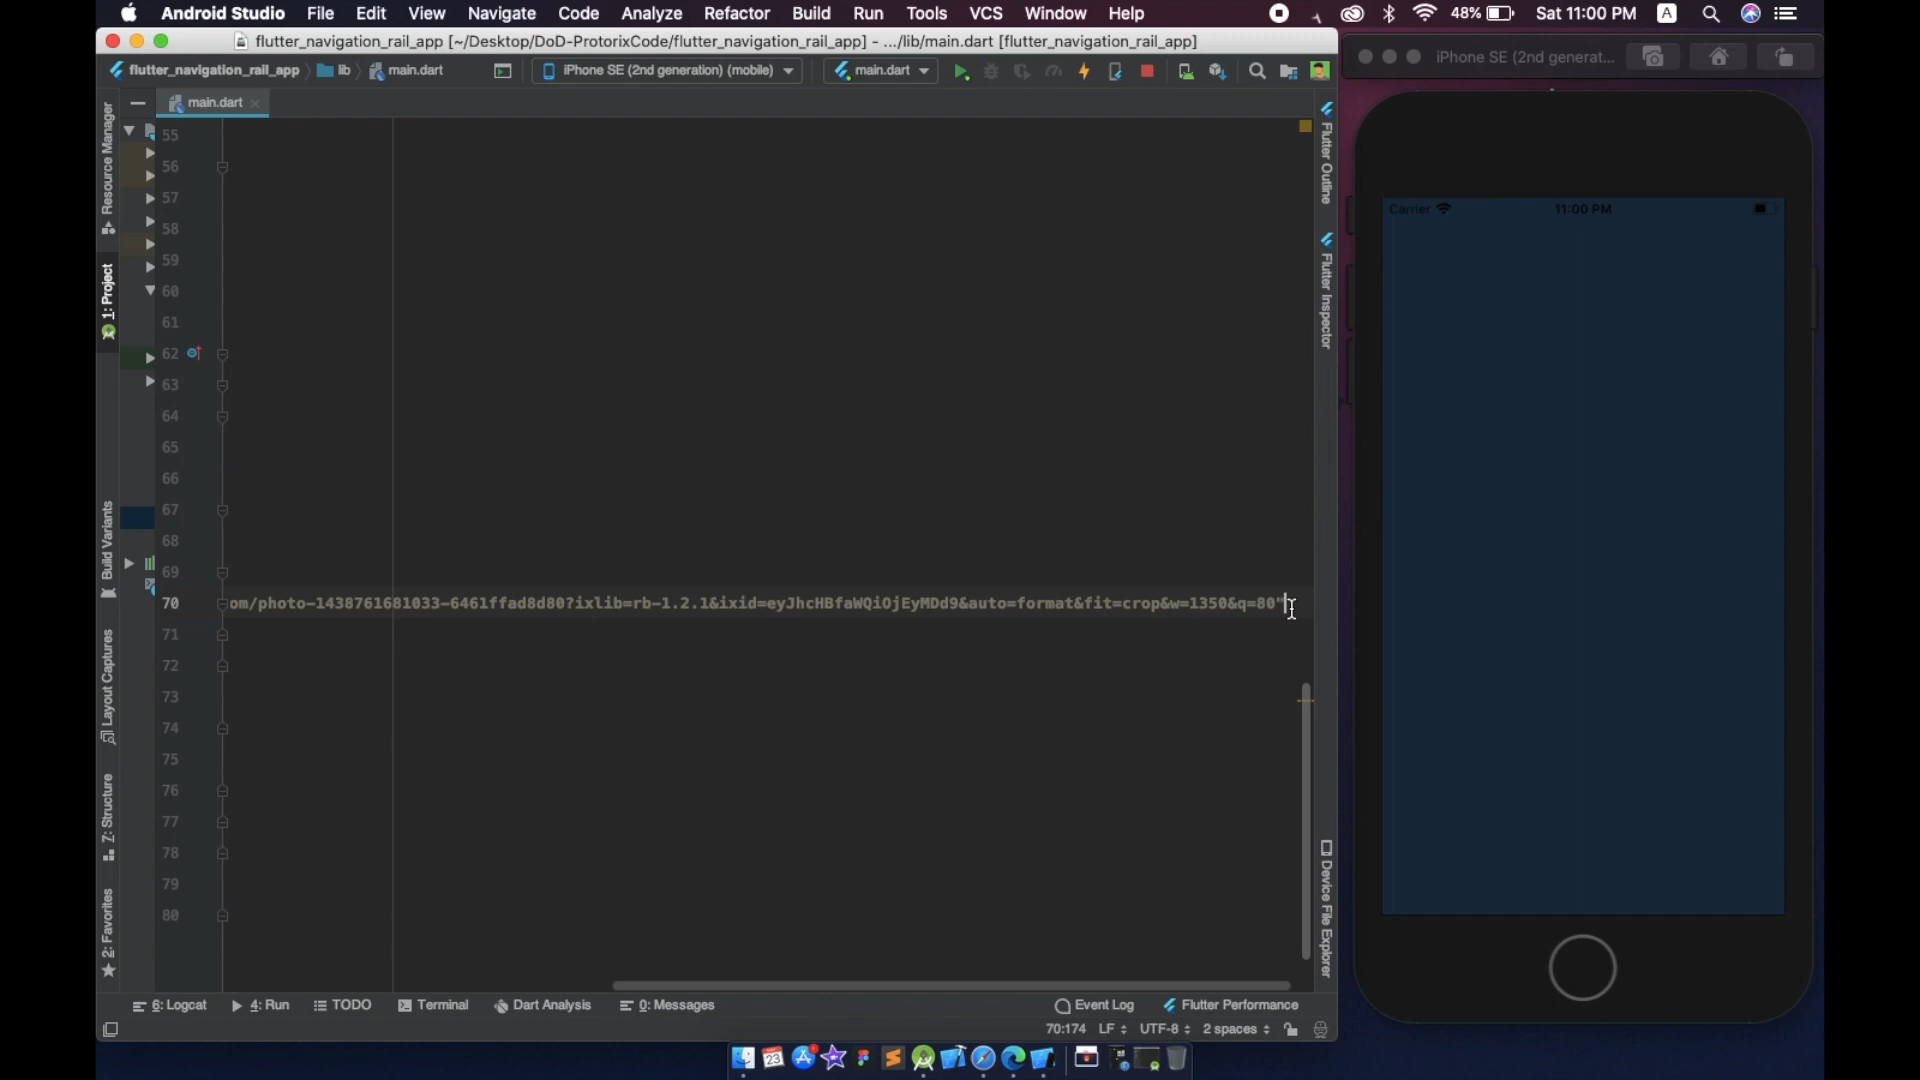 Android Studio File Edit View Navigate Code Analyze Refactor Build Run Tools VCS Window Help 48% Sat 11:00 PM A
flutter_navigation_rail_app [~/Desktop/DoD-ProtorixCode/flutter_navigation_rail_app] - .../lib/main.dart [flutter_navigation_rail_app]
flutter_navigation_rail_app lib main.dart iPhone SE (2nd generation) (mobile) main.dart
iPhone SE (2nd generat...
main.dart
Resource Manager
1: Project
Build Variants
Layout Captures
7: Structure
2: Favorites
55
56
57
58
59
60
61
62
63
64
65
66
67
68
69
70 om/photo-1438761681033-6461ffad8d80?ixlib=rb-1.2.1&ixid=eyJhcHBfaWQiOjEyMDd9&auto=format&fit=crop&w=1350&q=80"
71
72
73
74
75
76
77
78
79
80
Flutter Outline
Flutter Inspector
Device File Explorer
Carrier 11:00 PM
6: Logcat 4: Run TODO Terminal Dart Analysis 0: Messages Event Log Flutter Performance
70:174 LF UTF-8 2 spaces
23